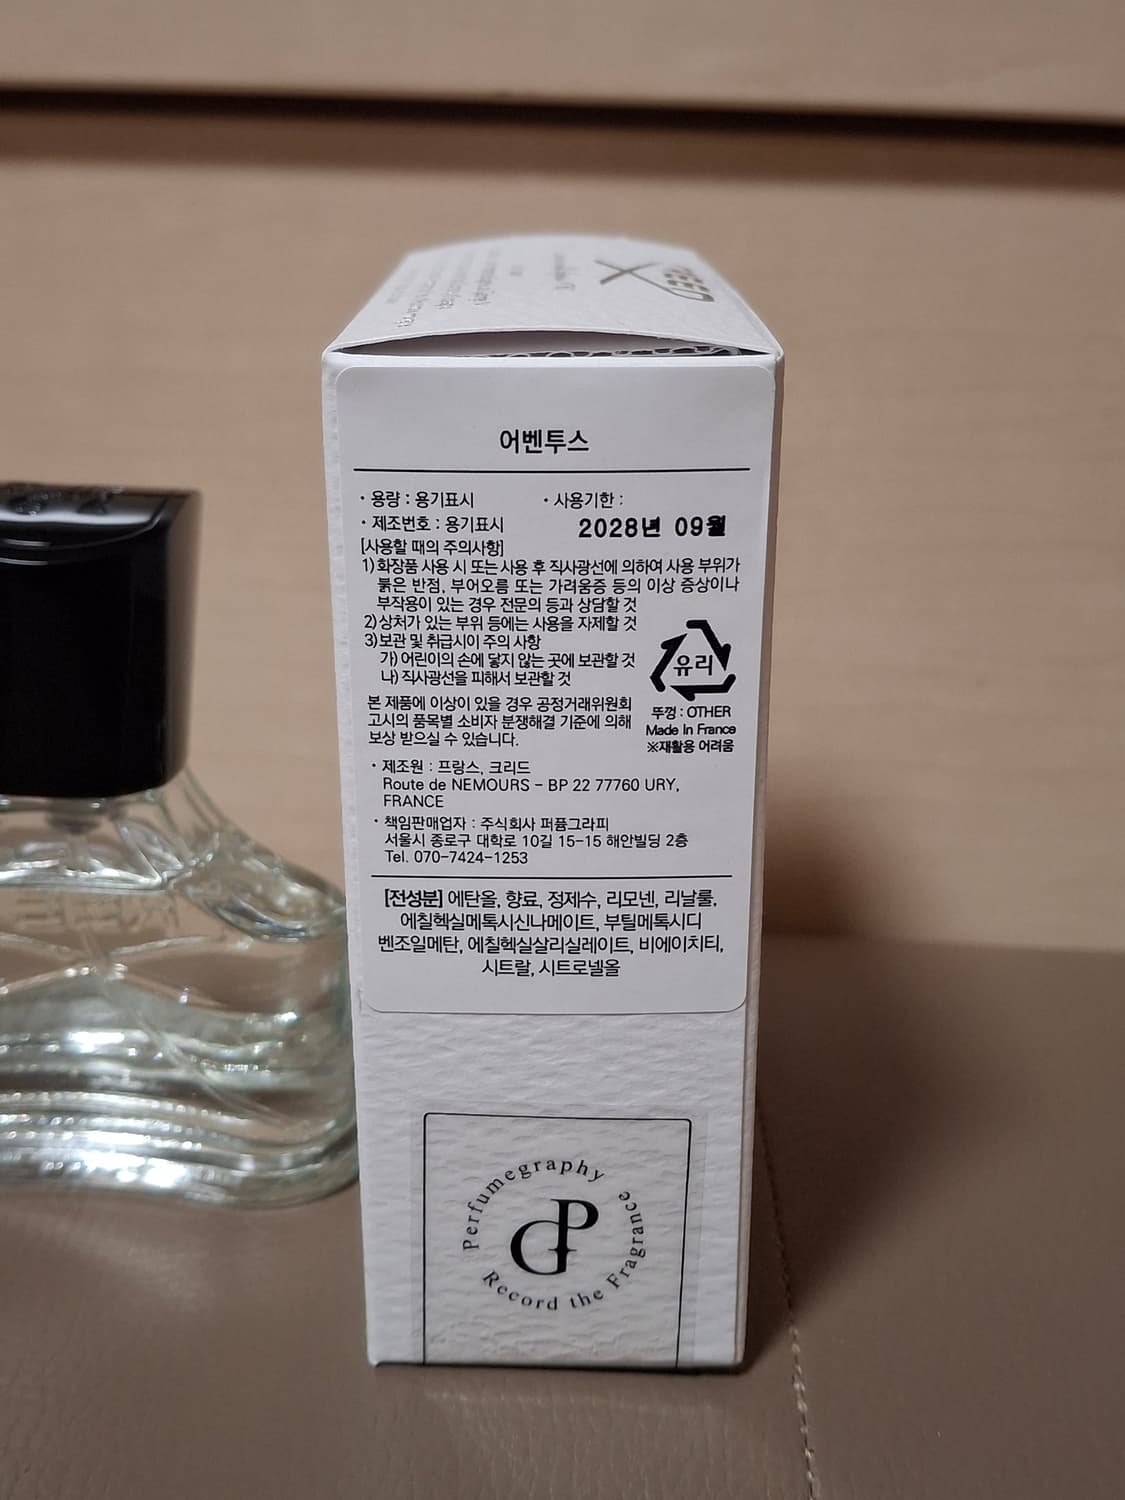 REED
어벤투스
· 용량 : 용기표시 · 사용기한 :
· 제조번호 : 용기표시 2028년 09월
[사용할 때의 주의사항]
1) 화장품 사용 시 또는 사용 후 직사광선에 의하여 사용 부위가
붉은 반점, 부어오름 또는 가려움증 등의 이상 증상이나
부작용이 있는 경우 전문의 등과 상담할 것
2) 상처가 있는 부위 등에는 사용을 자제할 것
3) 보관 및 취급시이 주의 사항
가) 어린이의 손에 닿지 않는 곳에 보관할 것
나) 직사광선을 피해서 보관할 것
유리
뚜껑 : OTHER
Made In France
※재활용 어려움
본 제품에 이상이 있을 경우 공정거래위원회
고시의 품목별 소비자 분쟁해결 기준에 의해
보상 받으실 수 있습니다.
· 제조원 : 프랑스, 크리드
Route de NEMOURS - BP 22 77760 URY,
FRANCE
· 책임판매업자 : 주식회사 퍼퓸그라피
서울시 종로구 대학로 10길 15-15 해안빌딩 2층
Tel. 070-7424-1253
[전성분] 에탄올, 향료, 정제수, 리모넨, 리날룰,
에칠헥실메톡시신나메이트, 부틸메톡시디
벤조일메탄, 에칠헥실살리실레이트, 비에이치티,
시트랄, 시트로넬올
Perfumegraphy
GP
Record the Fragrance